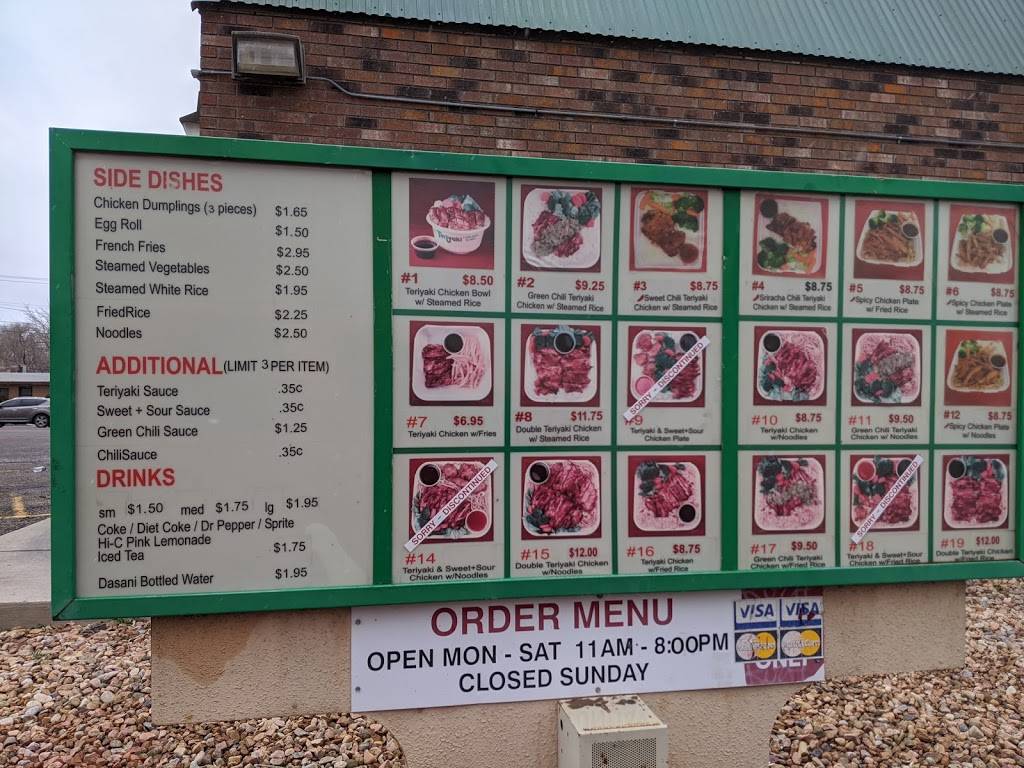 SIDE DISHES
Chicken Dumplings (3 pieces) $1.65
Egg Roll $1.50
French Fries $2.95
Steamed Vegetables $2.50
Steamed White Rice $1.95
FriedRice $2.25
Noodles $2.50
ADDITIONAL (LIMIT 3 PER ITEM)
Teriyaki Sauce .35c
Sweet + Sour Sauce .35c
Green Chili Sauce $1.25
ChiliSauce .35c
DRINKS
sm $1.50 med $1.75 lg $1.95
Coke / Diet Coke / Dr Pepper / Sprite
Hi-C Pink Lemonade
Iced Tea $1.75
Dasani Bottled Water $1.95
Teriyaki
#1 $8.50
Teriyaki Chicken Bowl
w/ Steamed Rice
#2 $9.25
Green Chili Teriyaki
Chicken w/ Steamed Rice
#3 $8.75
Sweet Chili Teriyaki
Chicken w/ Steamed Rice
#4 $8.75
Sriracha Chili Teriyaki
Chicken w/ Steamed Rice
#5 $8.75
Spicy Chicken Plate
w/ Fried Rice
#6 $8.75
Spicy Chicken Plate
w/ Steamed Rice
#7 $6.95
Teriyaki Chicken w/Fries
#8 $11.75
Double Teriyaki Chicken
w/ Steamed Rice
SORRY - DISCONTINUED
#9
Teriyaki & Sweet+Sour
Chicken Plate
#10 $8.75
Teriyaki Chicken
w/Noodles
#11 $9.50
Green Chili Teriyaki
Chicken w/ Noodles
#12 $8.75
Spicy Chicken Plate
w/ Noodles
SORRY - DISCONTINUED
#14
Teriyaki & Sweet+Sour
Chicken w/Noodles
#15 $12.00
Double Teriyaki Chicken
w/Noodles
#16 $8.75
Teriyaki Chicken
w/Fried Rice
#17 $9.50
Green Chili Teriyaki
Chicken w/Fried Rice
SORRY - DISCONTINUED
#18
Teriyaki & Sweet+Sour
Chicken w/ Fried Rice
#19 $12.00
Double Teriyaki Chicken
w/Fried Rice
ORDER MENU
OPEN MON - SAT 11AM - 8:00PM
CLOSED SUNDAY
VISA VISA
ONLY